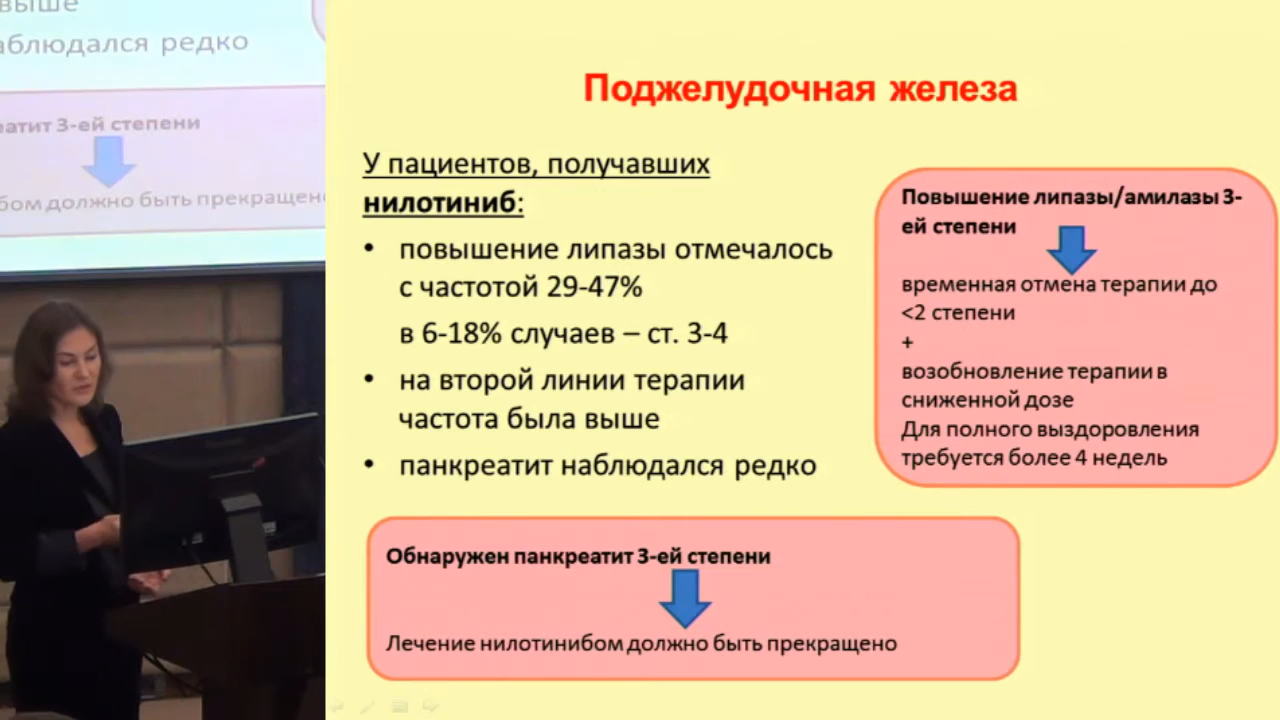 выше
наблюдался редко
3-ей степени
должно быть прекращено
Поджелудочная железа
У пациентов, получавших
нилотиниб:
• повышение липазы отмечалось
с частотой 29-47%
в 6-18% случаев – ст. 3-4
• на второй линии терапии
частота была выше
• панкреатит наблюдался редко
Повышение липазы/амилазы 3-
ей степени
временная отмена терапии до
<2 степени
+
возобновление терапии в
сниженной дозе
Для полного выздоровления
требуется более 4 недель
Обнаружен панкреатит 3-ей степени
Лечение нилотинибом должно быть прекращено